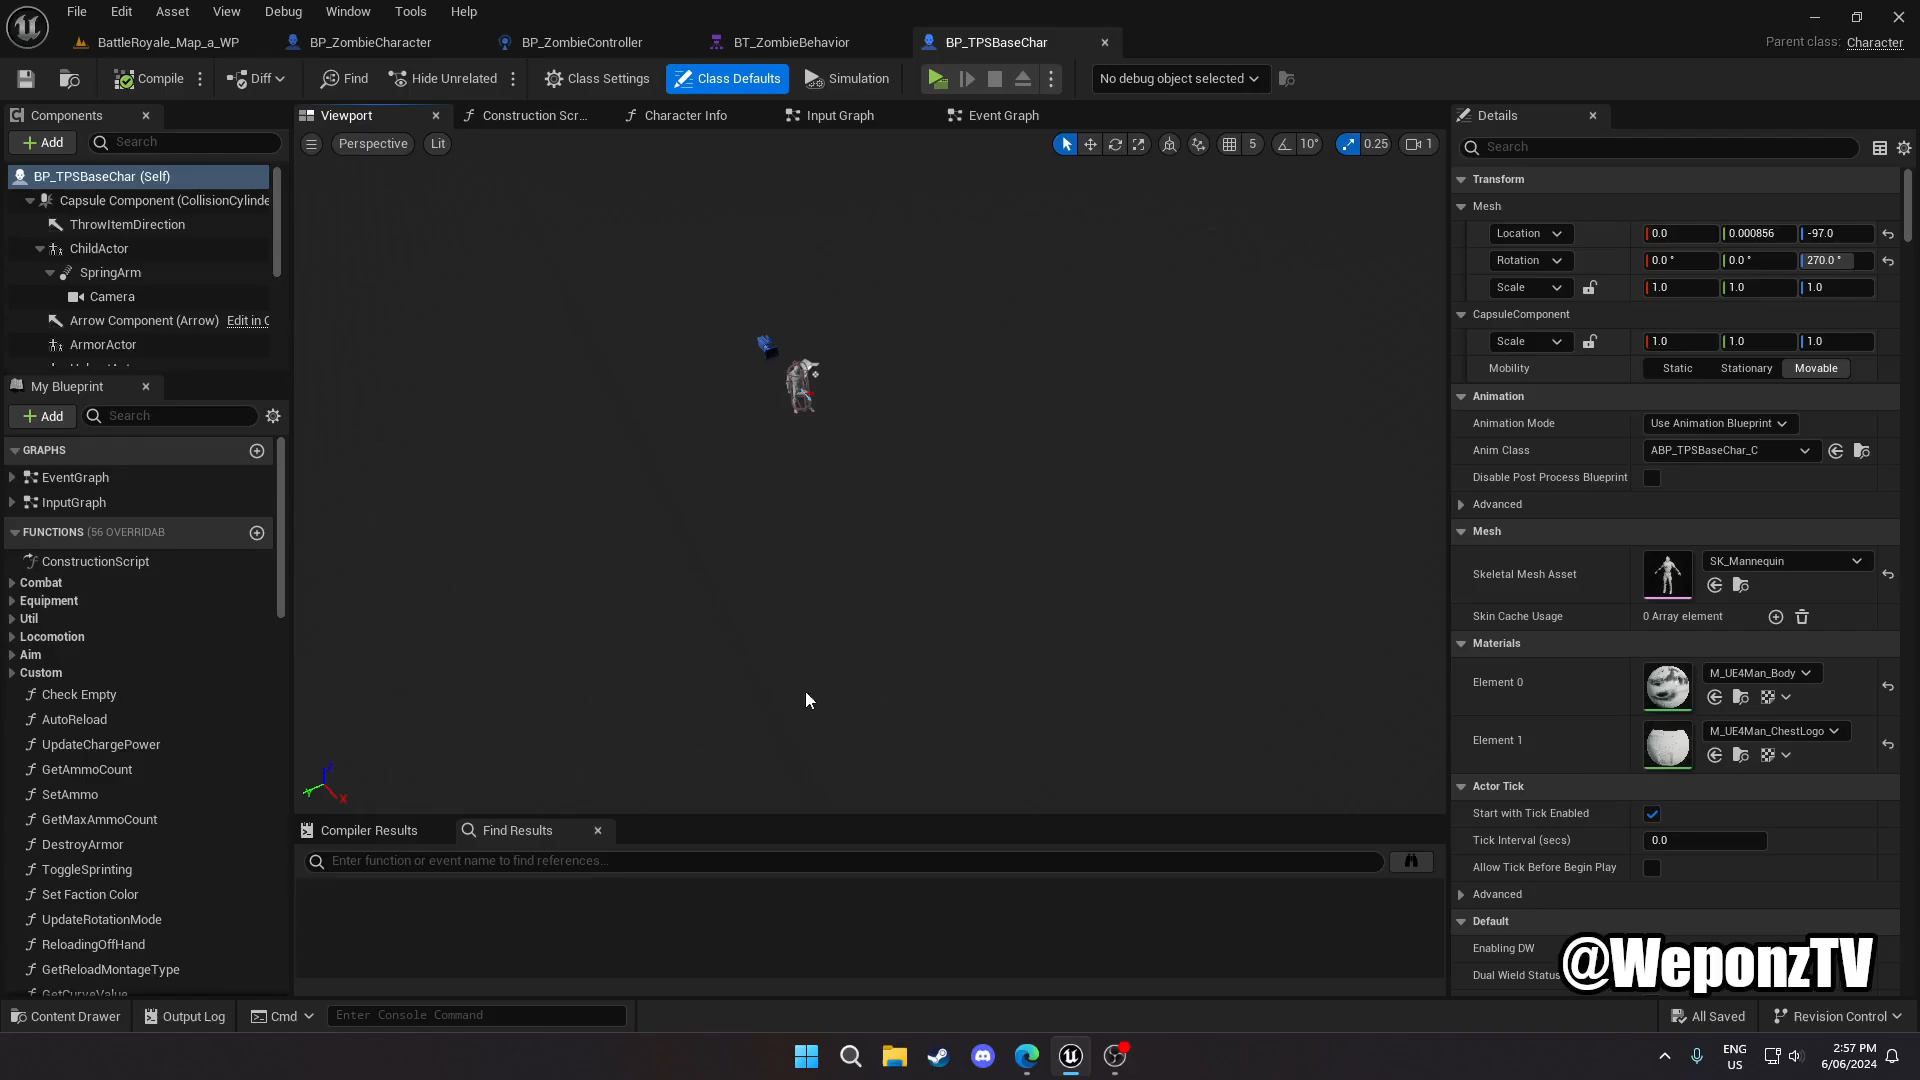 File Edit Asset View Debug Window Tools Help
BattleRoyale_Map_a_WP BP_ZombieCharacter BP_ZombieController BT_ZombieBehavior BP_TPSBaseChar Parent class: Character
Compile Diff Find Hide Unrelated Class Settings Class Defaults Simulation No debug object selected
Components Viewport Construction Scr... Character Info Input Graph Event Graph Details
Add Search Perspective Lit 5 10° 0.25 1 Search
BP_TPSBaseChar (Self)
Capsule Component (CollisionCylinde
ThrowItemDirection
ChildActor
SpringArm
Camera
Arrow Component (Arrow) Edit in C
ArmorActor
My Blueprint
Add Search
GRAPHS
EventGraph
InputGraph
FUNCTIONS (56 OVERRIDAB
ConstructionScript
Combat
Equipment
Util
Locomotion
Aim
Custom
Check Empty
AutoReload
UpdateChargePower
GetAmmoCount
SetAmmo
GetMaxAmmoCount
DestroyArmor
ToggleSprinting
Set Faction Color
UpdateRotationMode
ReloadingOffHand
GetReloadMontageType
GetCurveValue
Z
Y
X
Compiler Results Find Results
Enter function or event name to find references...
Transform
Mesh
Location 0.0 0.000856 -97.0
Rotation 0.0 ° 0.0 ° 270.0 °
Scale 1.0 1.0 1.0
CapsuleComponent
Scale 1.0 1.0 1.0
Mobility Static Stationary Movable
Animation
Animation Mode Use Animation Blueprint
Anim Class ABP_TPSBaseChar_C
Disable Post Process Blueprint
Advanced
Mesh
Skeletal Mesh Asset SK_Mannequin
Skin Cache Usage 0 Array element
Materials
Element 0 M_UE4Man_Body
Element 1 M_UE4Man_ChestLogo
Actor Tick
Start with Tick Enabled
Tick Interval (secs) 0.0
Allow Tick Before Begin Play
Advanced
Default
Enabling DW
Dual Wield Status
@WeponzTV
Content Drawer Output Log Cmd Enter Console Command All Saved Revision Control
ENG
US
2:57 PM
6/06/2024